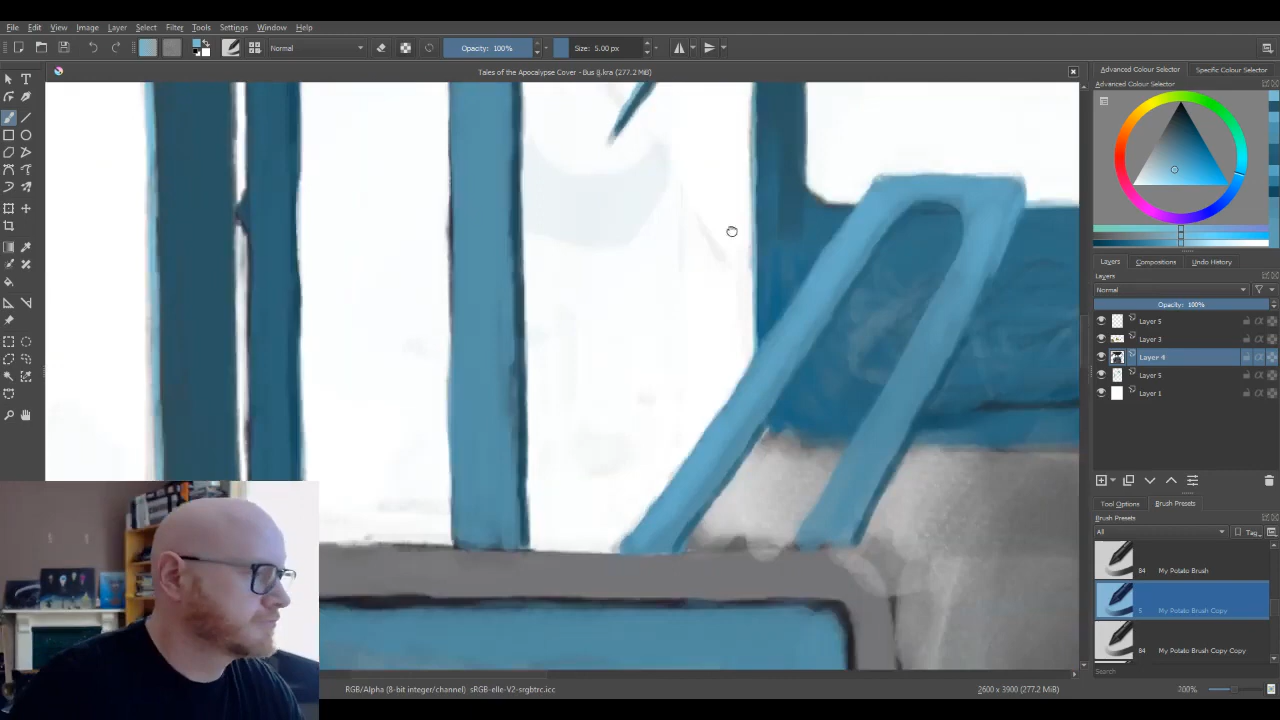 File Edit View Image Layer Select Filter Tools Settings Window Help
Normal Opacity: 100% Size: 5.00 px
Tales of the Apocalypse Cover - Bus IJ.kra (277.2 MiB)
Advanced Colour Selector Specific Colour Selector
Advanced Colour Selector
Layers Compositions Undo History
Layers
Normal
Opacity: 100%
Layer 5
Layer 3
Layer 4
Layer 5
Layer 1
Tool Options Brush Presets
Brush Presets
All Tag
84 My Potato Brush
5 My Potato Brush Copy
84 My Potato Brush Copy Copy
Search
RGB/Alpha (8-bit integer/channel) sRGB-elle-V2-srgbtrc.icc 2600 x 3900 (277.2 MiB) 200%